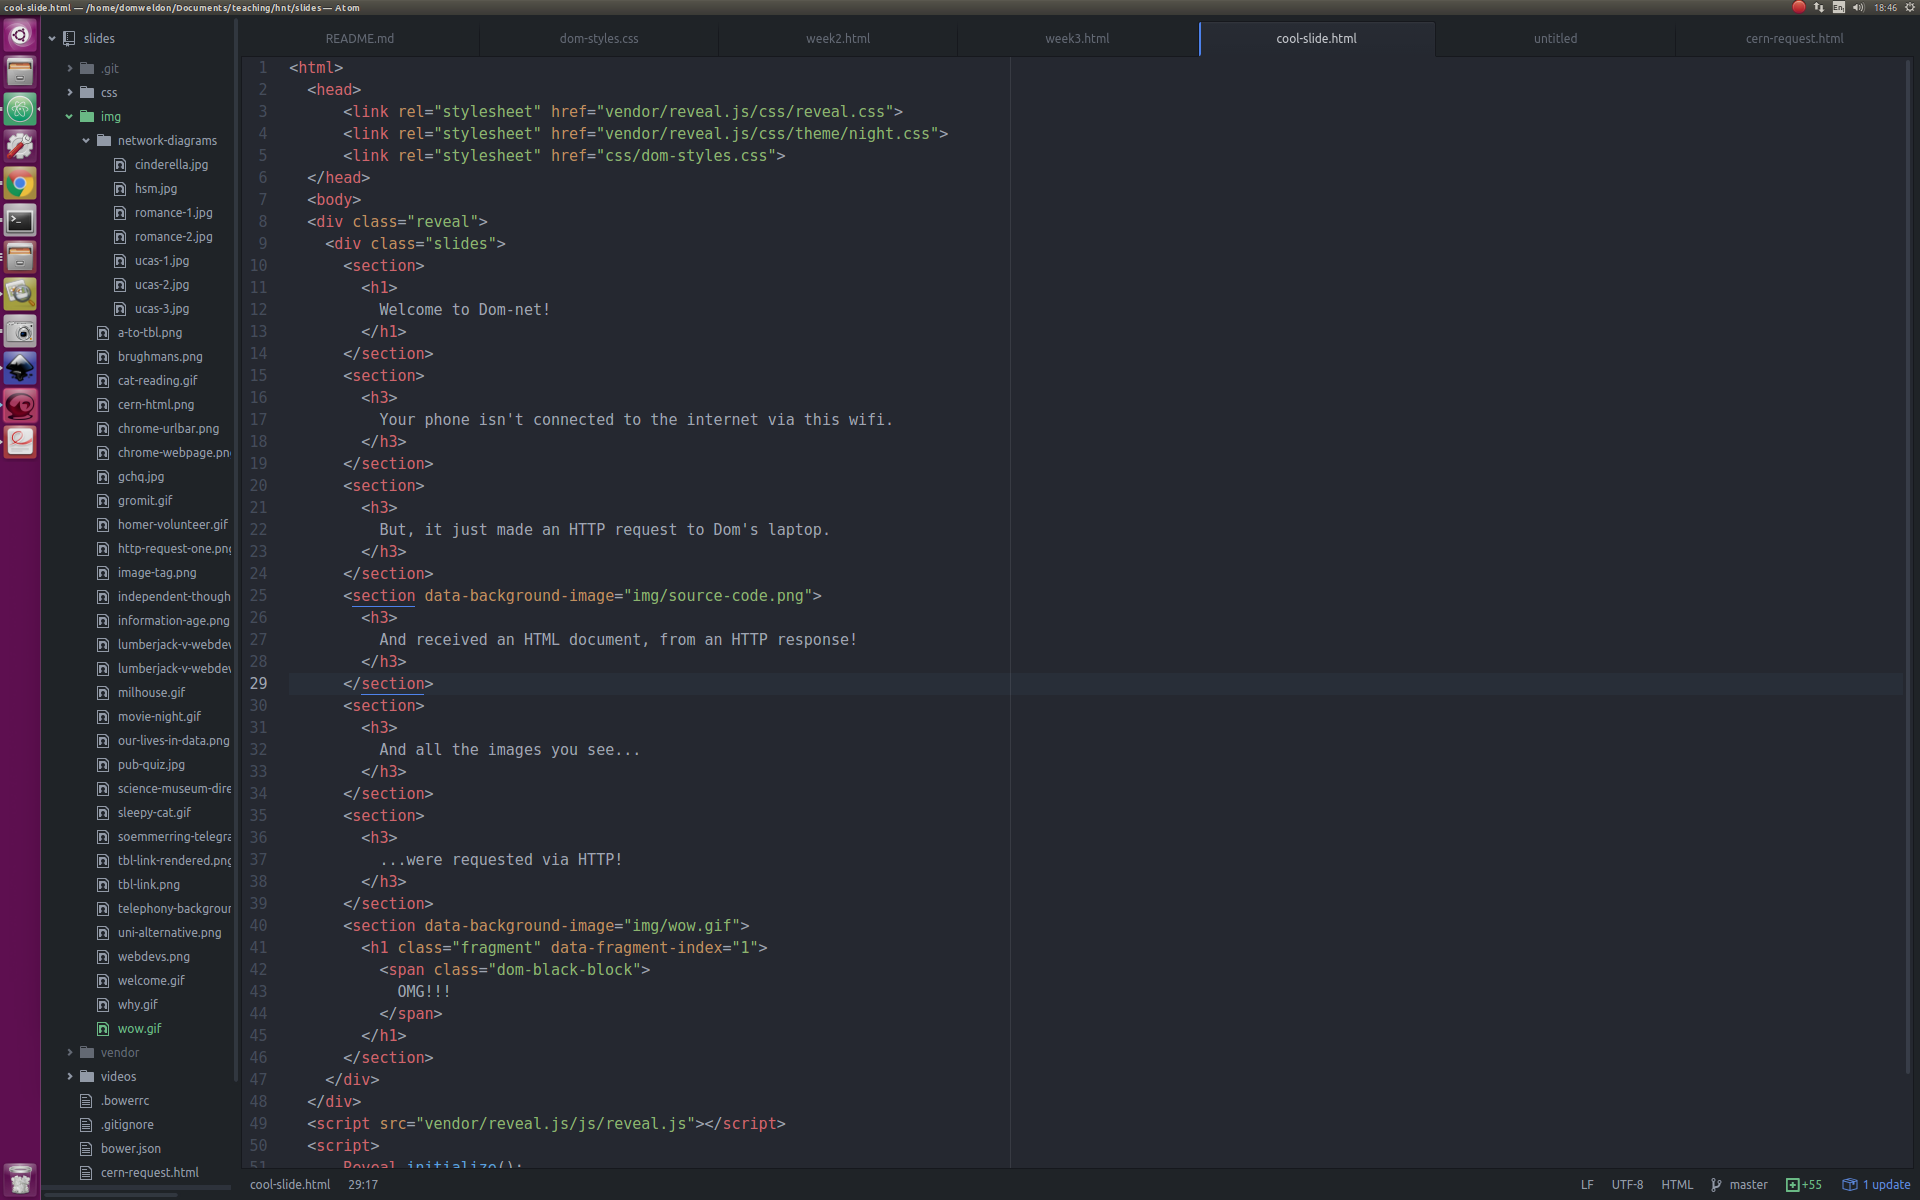 cool-slide.html — /home/domweldon/Documents/teaching/hnt/slides — Atom
En
18:46
slides
.git
css
img
network-diagrams
cinderella.jpg
hsm.jpg
romance-1.jpg
romance-2.jpg
ucas-1.jpg
ucas-2.jpg
ucas-3.jpg
a-to-tbl.png
brughmans.png
cat-reading.gif
cern-html.png
chrome-urlbar.png
chrome-webpage.pn
gchq.jpg
gromit.gif
homer-volunteer.gif
http-request-one.png
image-tag.png
independent-though
information-age.png
lumberjack-v-webdev
lumberjack-v-webdev
milhouse.gif
movie-night.gif
our-lives-in-data.png
pub-quiz.jpg
science-museum-dire
sleepy-cat.gif
soemmerring-telegra
tbl-link-rendered.png
tbl-link.png
telephony-backgroun
uni-alternative.png
webdevs.png
welcome.gif
why.gif
wow.gif
vendor
videos
.bowerrc
.gitignore
bower.json
cern-request.html
README.md
dom-styles.css
week2.html
week3.html
cool-slide.html
untitled
cern-request.html
1 <html>
2 <head>
3 <link rel="stylesheet" href="vendor/reveal.js/css/reveal.css">
4 <link rel="stylesheet" href="vendor/reveal.js/css/theme/night.css">
5 <link rel="stylesheet" href="css/dom-styles.css">
6 </head>
7 <body>
8 <div class="reveal">
9 <div class="slides">
10 <section>
11 <h1>
12 Welcome to Dom-net!
13 </h1>
14 </section>
15 <section>
16 <h3>
17 Your phone isn't connected to the internet via this wifi.
18 </h3>
19 </section>
20 <section>
21 <h3>
22 But, it just made an HTTP request to Dom's laptop.
23 </h3>
24 </section>
25 <section data-background-image="img/source-code.png">
26 <h3>
27 And received an HTML document, from an HTTP response!
28 </h3>
29 </section>
30 <section>
31 <h3>
32 And all the images you see...
33 </h3>
34 </section>
35 <section>
36 <h3>
37 ...were requested via HTTP!
38 </h3>
39 </section>
40 <section data-background-image="img/wow.gif">
41 <h1 class="fragment" data-fragment-index="1">
42 <span class="dom-black-block">
43 OMG!!!
44 </span>
45 </h1>
46 </section>
47 </div>
48 </div>
49 <script src="vendor/reveal.js/js/reveal.js"></script>
50 <script>
51 Reveal.initialize();
cool-slide.html 29:17
LF UTF-8 HTML master +55 1 update